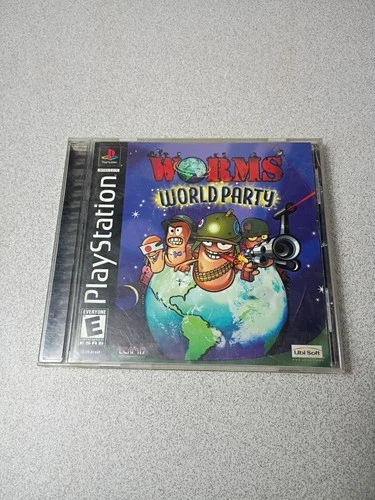 WORMS
WORLD PARTY
PlayStation
EVERYONE
E
ESRB
Ubi Soft